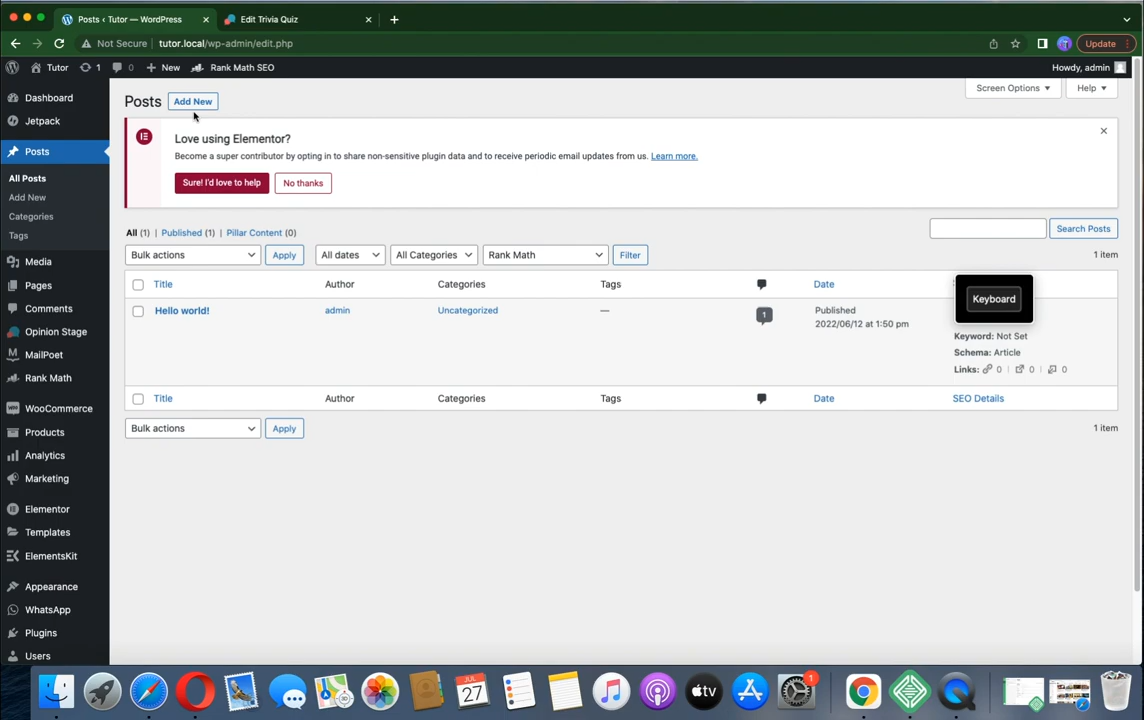 Posts ‹ Tutor — WordPress
Edit Trivia Quiz
Not Secure
tutor.local/wp-admin/edit.php
Update
Tutor
1
0
New
Rank Math SEO
Howdy, admin
Dashboard
Jetpack
Posts
All Posts
Add New
Categories
Tags
Media
Pages
Comments
Opinion Stage
MailPoet
Rank Math
WooCommerce
Products
Analytics
Marketing
Elementor
Templates
ElementsKit
Appearance
WhatsApp
Plugins
Users
Screen Options
Help
Posts
Add New
Love using Elementor?
Become a super contributor by opting in to share non-sensitive plugin data and to receive periodic email updates from us. Learn more.
Sure! I'd love to help
No thanks
All (1) | Published (1) | Pillar Content (0)
Search Posts
Bulk actions
Apply
All dates
All Categories
Rank Math
Filter
1 item
Title
Author
Categories
Tags
Date
Hello world!
admin
Uncategorized
—
1
Published
2022/06/12 at 1:50 pm
Keyboard
Keyword: Not Set
Schema: Article
Links: 0 | 0 | 0
Title
Author
Categories
Tags
Date
SEO Details
Bulk actions
Apply
1 item
JUL
27
tv
1